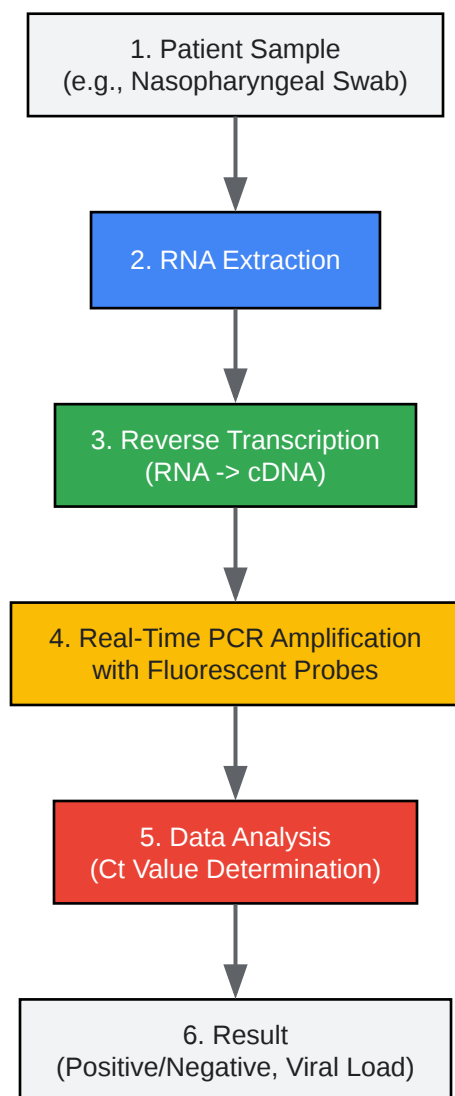 1. Patient Sample
(e.g., Nasopharyngeal Swab)
2. RNA Extraction
3. Reverse Transcription
(RNA -> cDNA)
4. Real-Time PCR Amplification
with Fluorescent Probes
5. Data Analysis
(Ct Value Determination)
6. Result
(Positive/Negative, Viral Load)